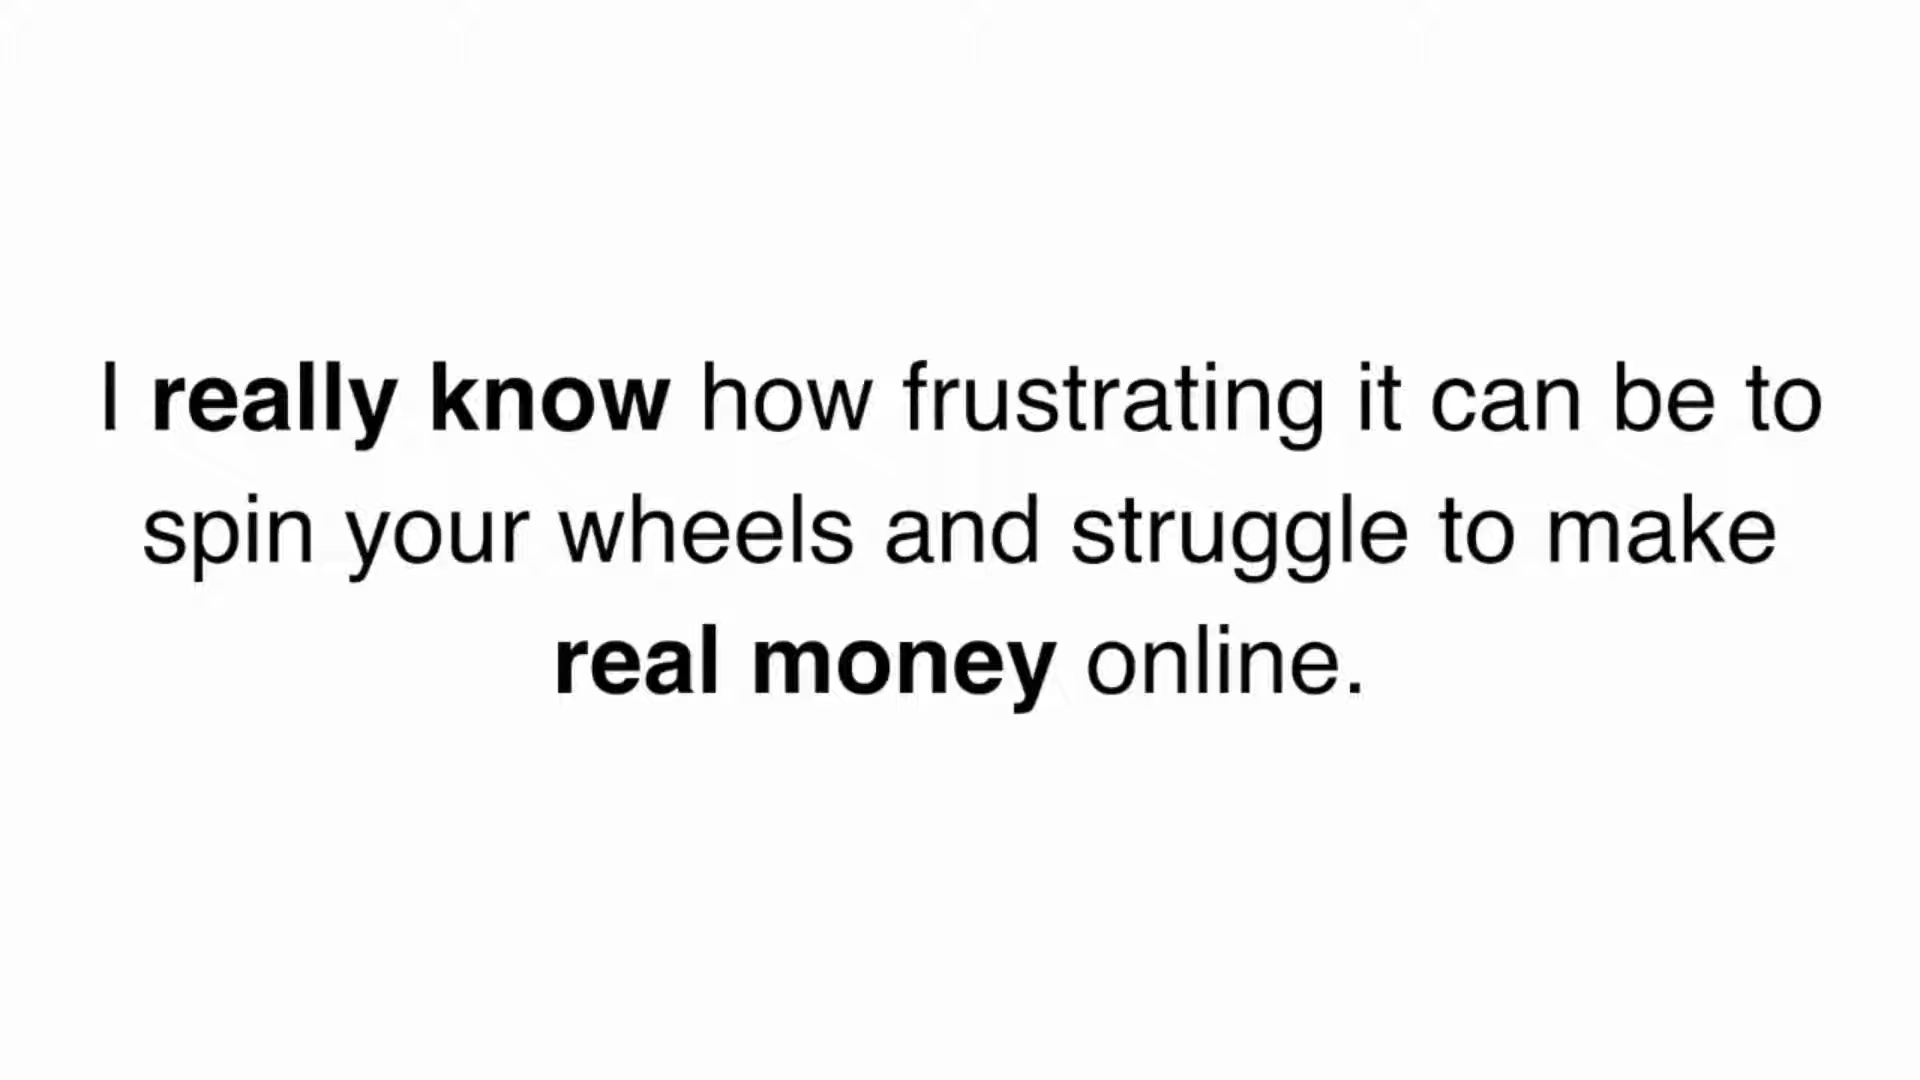 I really know how frustrating it can be to
spin your wheels and struggle to make
real money online.